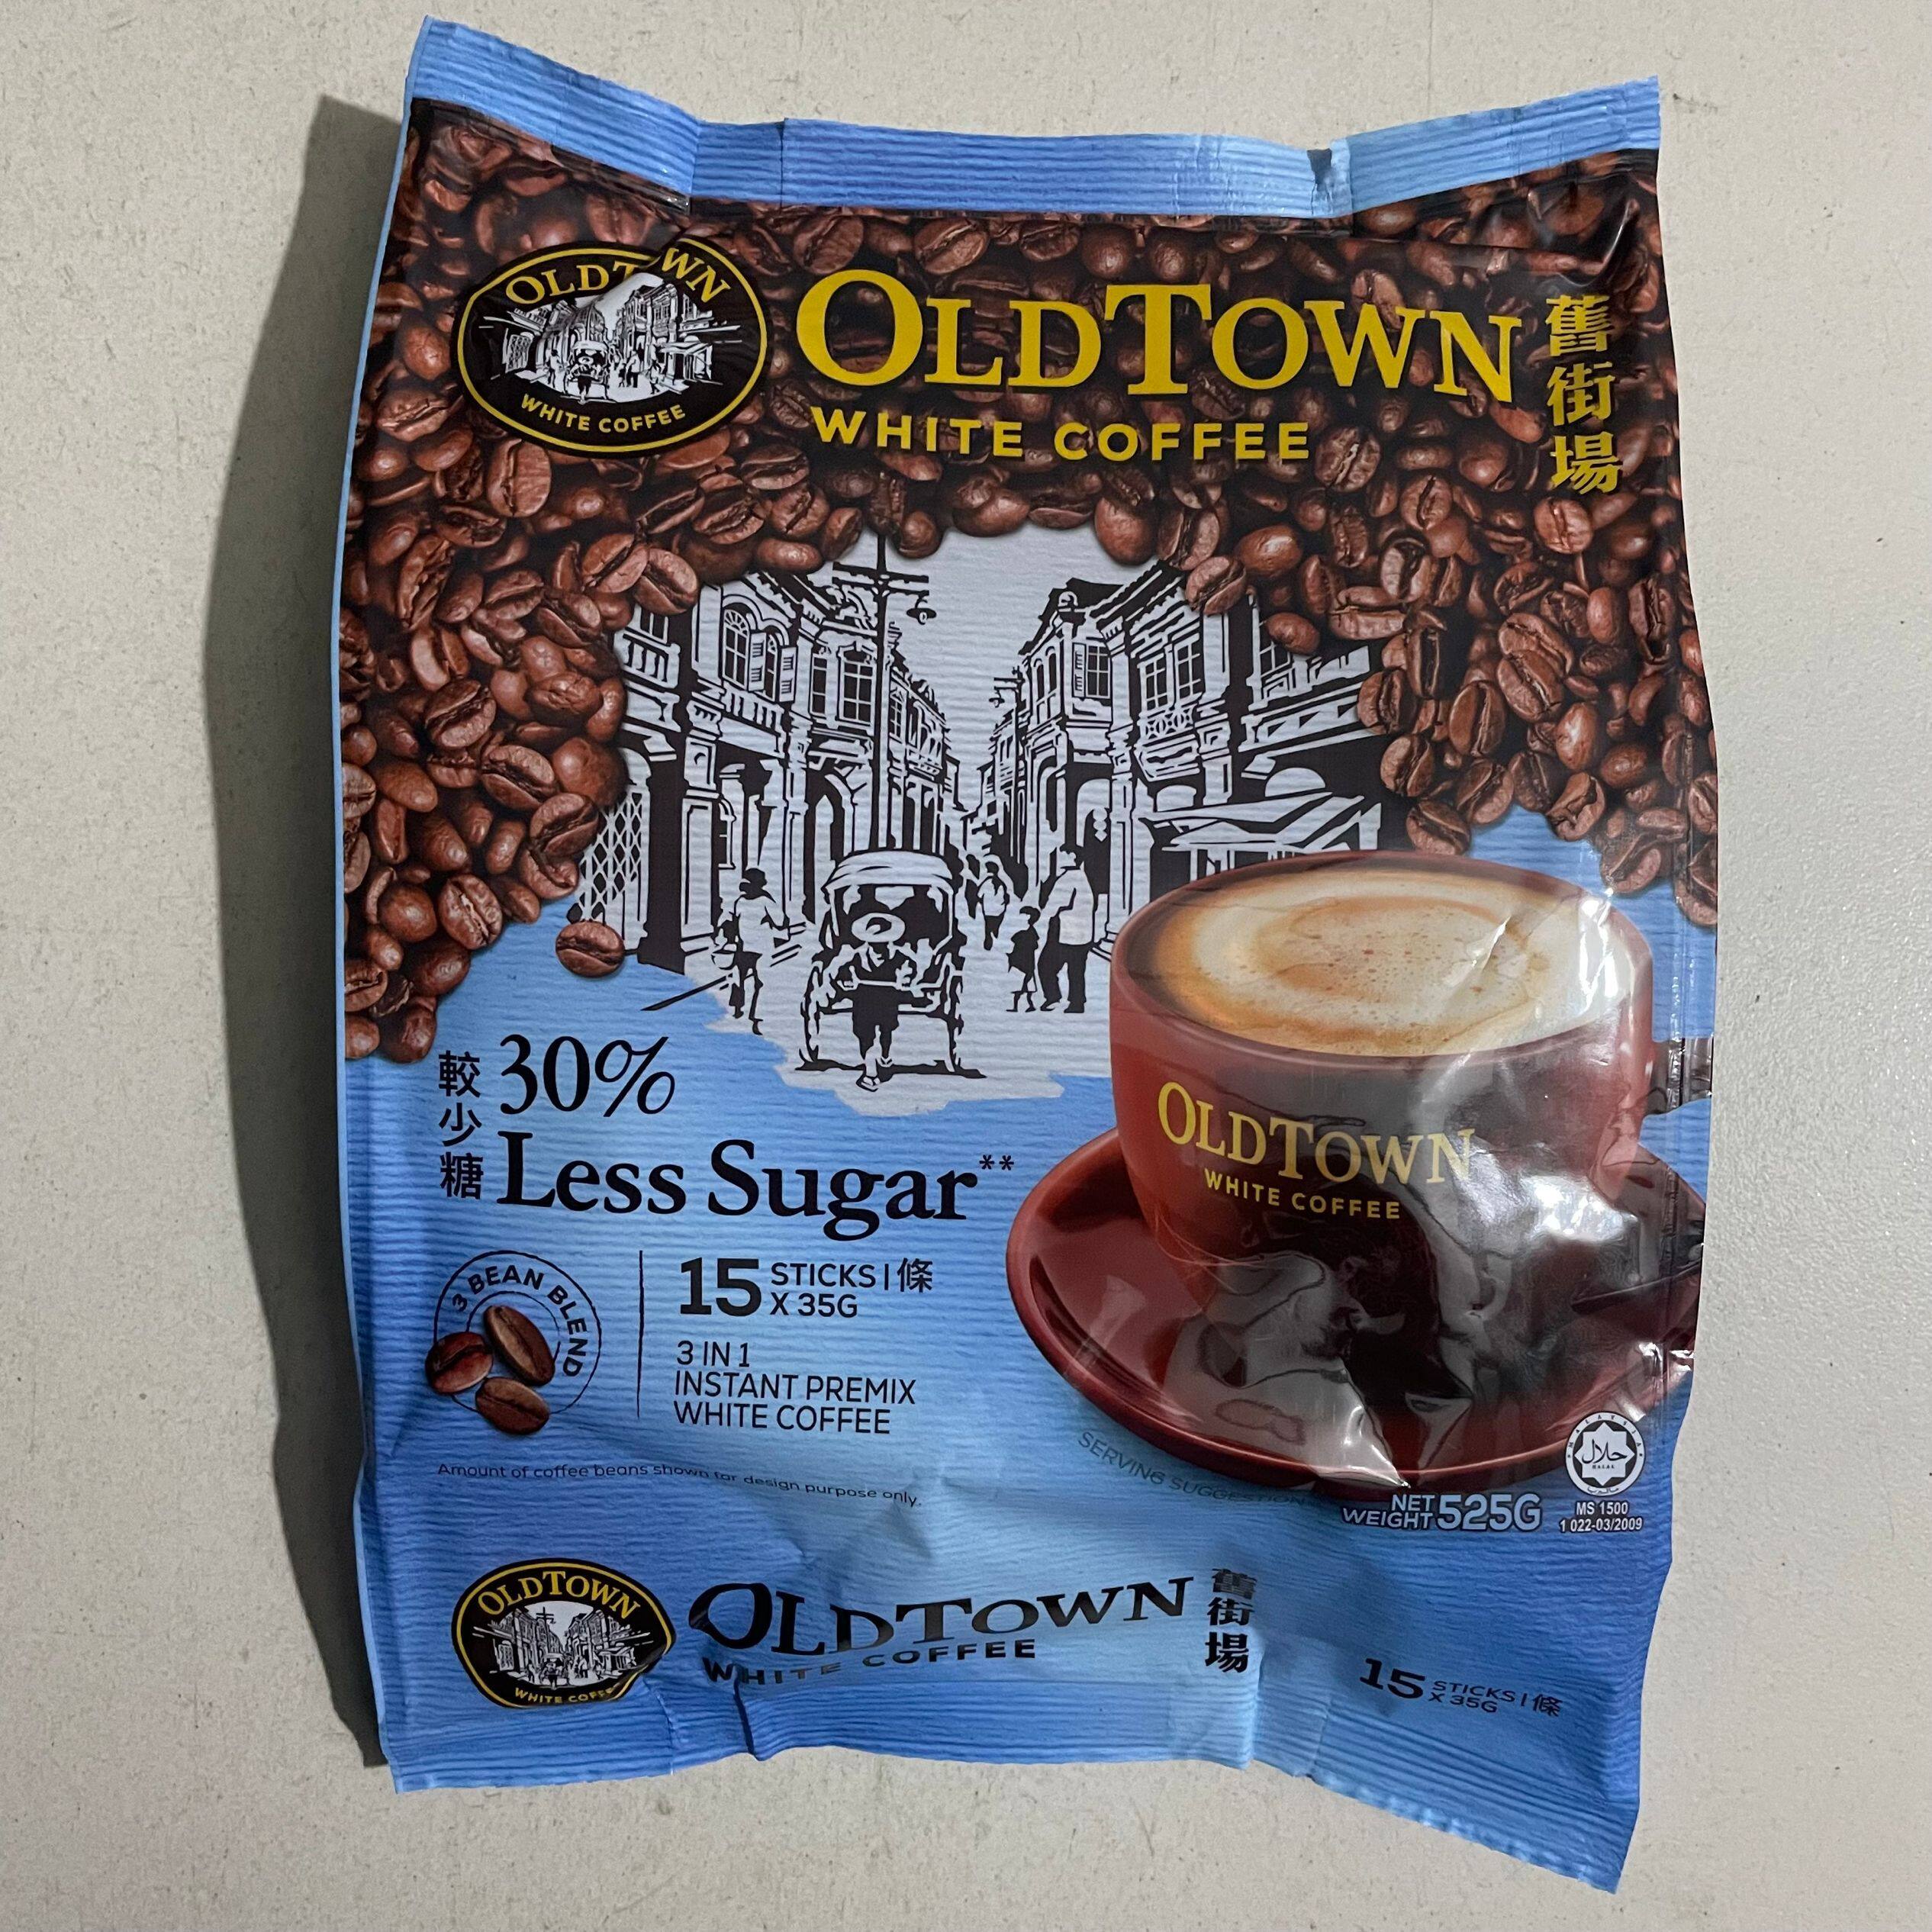 OLDTOWN
WHITE COFFEE
OLDTOWN
WHITE COFFEE
舊街場
OLDTOWN
WHITE COFFEE
較少糖
30%
Less Sugar**
3 BEAN BLEND
15 STICKS | 條
X 35G
3 IN 1
INSTANT PREMIX
WHITE COFFEE
Amount of coffee beans shown for design purpose only.
SERVING SUGGESTION
NET
WEIGHT 525G
MALAYSIA
حلال
HALAL
MS 1500
1 022-03/2009
OLDTOWN
WHITE COFFEE
OLDTOWN
WHITE COFFEE
舊街場
15 STICKS | 條
X 35G